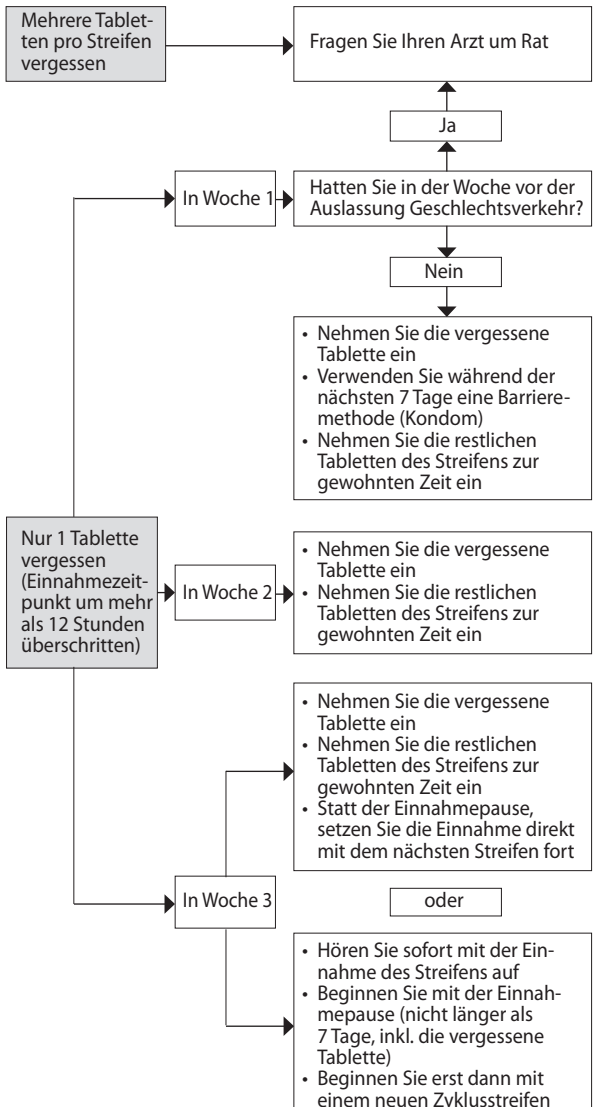 Mehrere Tablet-
ten pro Streifen
vergessen
Fragen Sie Ihren Arzt um Rat
Ja
In Woche 1
Hatten Sie in der Woche vor der
Auslassung Geschlechtsverkehr?
Nein
• Nehmen Sie die vergessene
Tablette ein
• Verwenden Sie während der
nächsten 7 Tage eine Barriere-
methode (Kondom)
• Nehmen Sie die restlichen
Tabletten des Streifens zur
gewohnten Zeit ein
Nur 1 Tablette
vergessen
(Einnahmezeit-
punkt um mehr
als 12 Stunden
überschritten)
In Woche 2
• Nehmen Sie die vergessene
Tablette ein
• Nehmen Sie die restlichen
Tabletten des Streifens zur
gewohnten Zeit ein
• Nehmen Sie die vergessene
Tablette ein
• Nehmen Sie die restlichen
Tabletten des Streifens zur
gewohnten Zeit ein
• Statt der Einnahmepause,
setzen Sie die Einnahme direkt
mit dem nächsten Streifen fort
In Woche 3
oder
• Hören Sie sofort mit der Ein-
nahme des Streifens auf
• Beginnen Sie mit der Einnah-
mepause (nicht länger als
7 Tage, inkl. die vergessene
Tablette)
• Beginnen Sie erst dann mit
einem neuen Zyklusstreifen